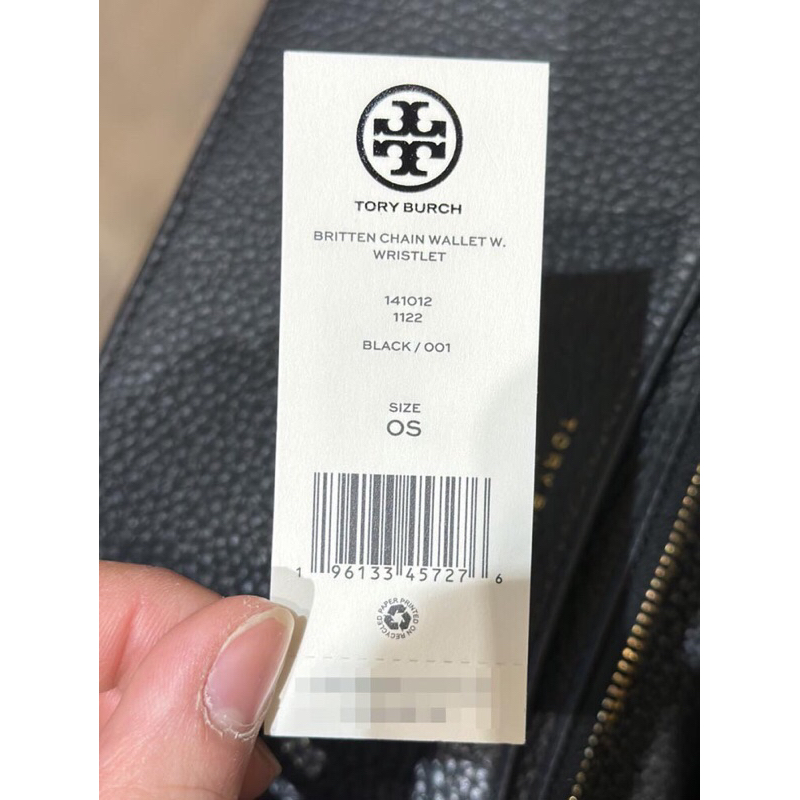 TORY BURCH
BRITTEN CHAIN WALLET W.
WRISTLET
141012
1122
BLACK / 001
SIZE
OS
1 96133 45727 6
PAPER PRINTED ON RECYCLED
TORY B